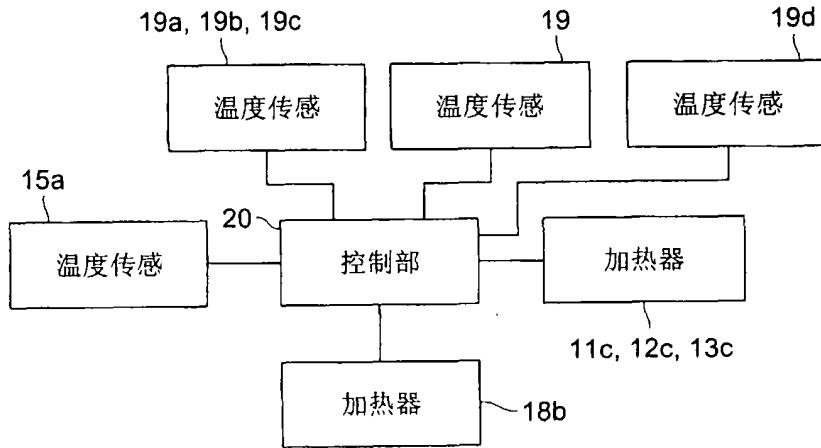 19a, 19b, 19c
19
19d
温度传感
温度传感
温度传感
15a
20
温度传感
控制部
加热器
11c, 12c, 13c
加热器
18b